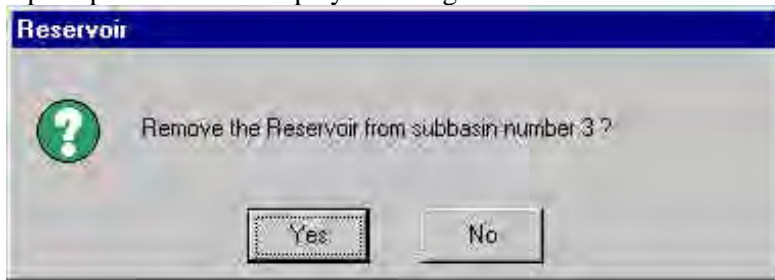 Reservoir
Remove the Reservoir from subbasin number 3 ?
Yes No